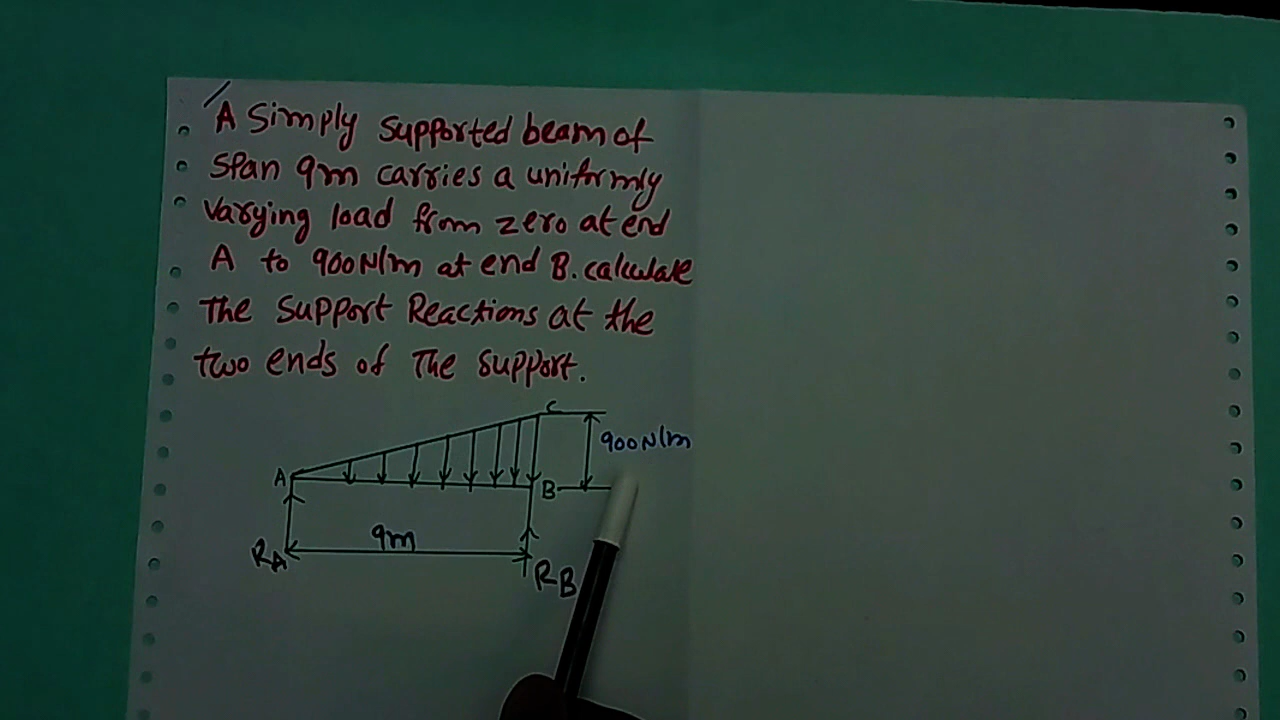 A Simply Supported beam of
Span 9m carries a uniformly
Varying load from zero at end
A to 900N/m at end B. calculate
The Support Reactions at the
two ends of The Support.
C
900N/m
A
B
9m
RA
RB